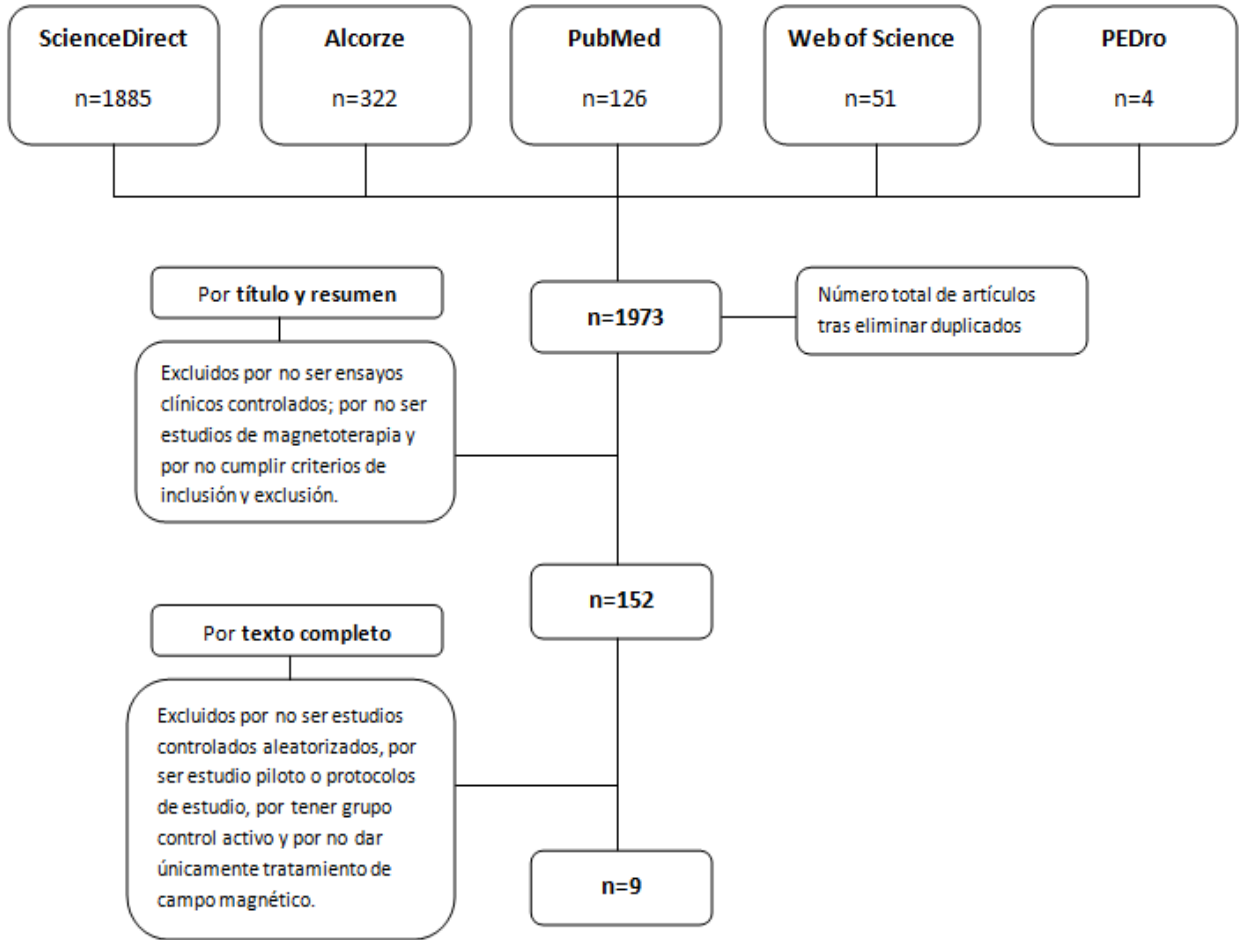 ScienceDirect
n=1885
Alcorze
n=322
PubMed
n=126
Web of Science
n=51
PEDro
n=4
Por título y resumen
n=1973
Número total de artículos
tras eliminar duplicados
Excluidos por no ser ensayos
clínicos controlados; por no ser
estudios de magnetoterapia y
por no cumplir criterios de
inclusión y exclusión.
n=152
Por texto completo
Excluidos por no ser estudios
controlados aleatorizados, por
ser estudio piloto o protocolos
de estudio, por tener grupo
control activo y por no dar
únicamente tratamiento de
campo magnético.
n=9